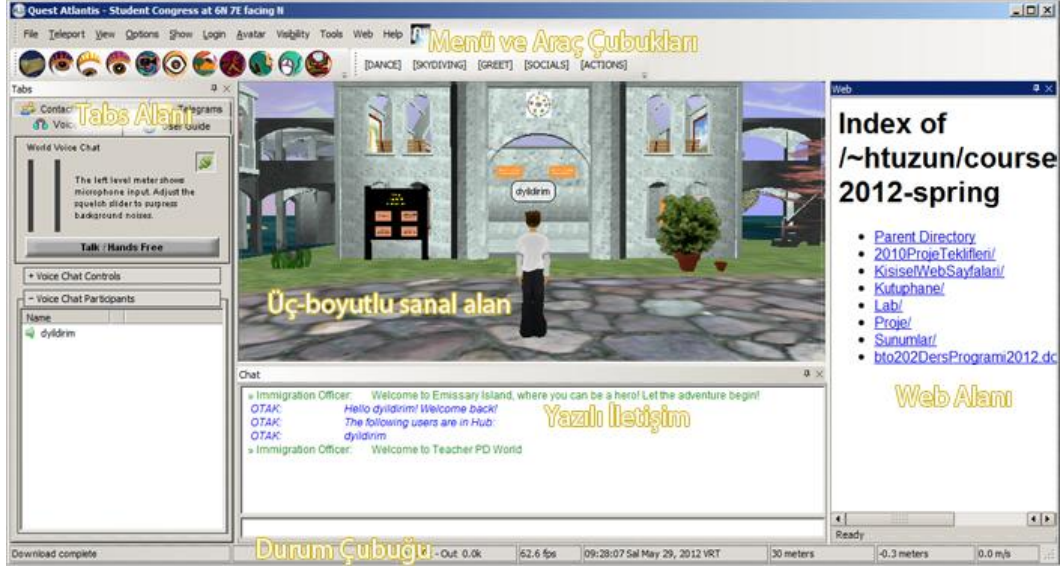 Quest Atlantis - Student Congress at 6N 7E facing N
File Teleport View Options Show Login Avatar Visibility Tools Web Help
Menü ve Araç Çubukları
[DANCE] [SKYDIVING] [GREET] [SOCIALS] [ACTIONS]
Tabs
Telegrams
Tabs Alanı
User Guide
World Voice Chat
The left level meter shows
microphone input. Adjust the
squelch slider to surpress
background noises.
Talk / Hands Free
+ Voice Chat Controls
− Voice Chat Participants
Name
dyildirim
dyildirim
Üç-boyutlu sanal alan
Chat
» Immigration Officer: Welcome to Emissary Island, where you can be a hero! Let the adventure begin!
OTAK: Hello dyildirim! Welcome back!
OTAK: The following users are in Hub:
OTAK: dyildirim
» Immigration Officer: Welcome to Teacher PD World
Yazılı İletişim
Web
Index of
/~htuzun/course
2012-spring
Parent Directory
2010ProjeTeklifleri/
KisiselWebSayfalari/
Kutuphane/
Lab/
Proje/
Sunumlar/
bto202DersProgrami2012.dc
Web Alanı
Ready
Durum Çubuğu
Download complete
- Out: 0.0k 62.6 fps 09:28:07 Sal May 29, 2012 VRT 30 meters -0.3 meters 0.0 m/s